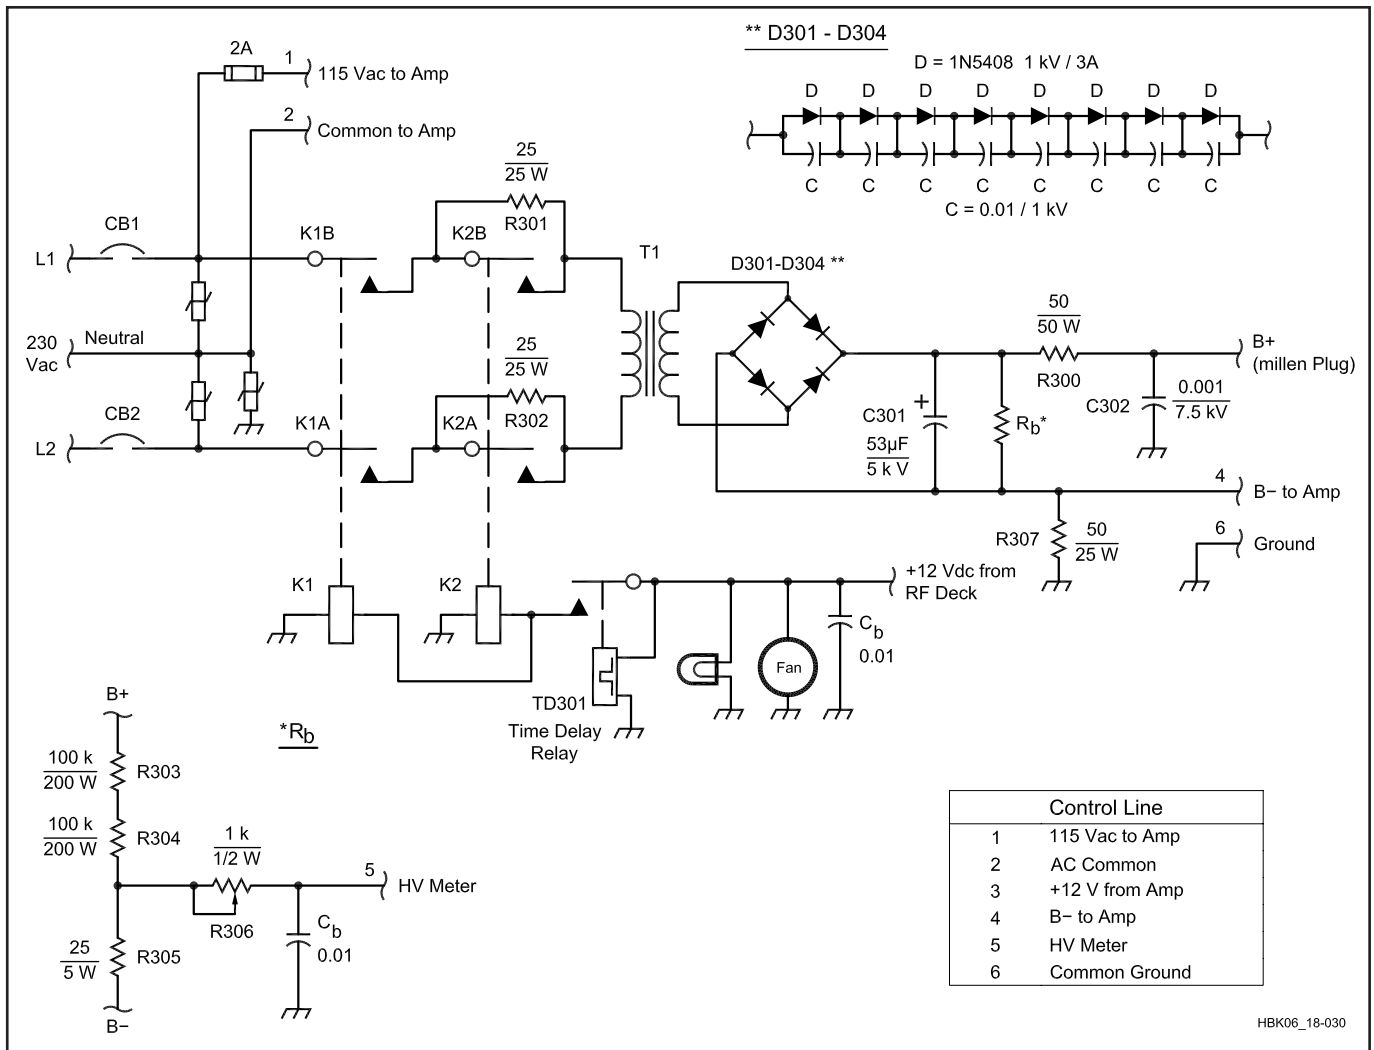 ** D301 - D304
D = 1N5408 1 kV / 3A
D D D D D D D D
C C C C C C C C
C = 0.01 / 1 kV
2A
1
115 Vac to Amp
2
Common to Amp
25
25 W
R301
CB1
L1
K1B
K2B
T1
D301-D304 **
Neutral
230
Vac
25
25 W
R302
CB2
L2
K1A
K2A
50
50 W
R300
B+
(millen Plug)
C301
+
53µF
5 k V
Rb*
C302
0.001
7.5 kV
4
B− to Amp
R307
50
25 W
6
Ground
K1
K2
+12 Vdc from
RF Deck
Cb
0.01
Fan
TD301
Time Delay
Relay
*Rb
B+
100 k
200 W
R303
100 k
200 W
R304
1 k
1/2 W
R306
5
HV Meter
Cb
0.01
25
5 W
R305
B−
Control Line
1 115 Vac to Amp
2 AC Common
3 +12 V from Amp
4 B− to Amp
5 HV Meter
6 Common Ground
HBK06_18-030